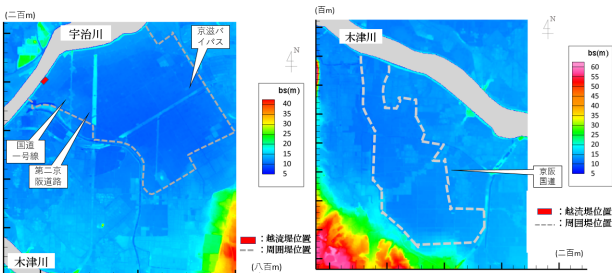 (二百m)
宇治川
京滋バ
イパス
4
N
bs(m)
40
35
30
25
20
15
10
5
国道
一号線
第二京
阪道路
木津川
：越流堤位置
：周囲堤位置
(八百m)
(百m)
木津川
4
N
bs(m)
60
55
50
45
40
35
30
25
20
15
10
5
京阪
国道
：越流堤位置
：周囲堤位置
(二百m)